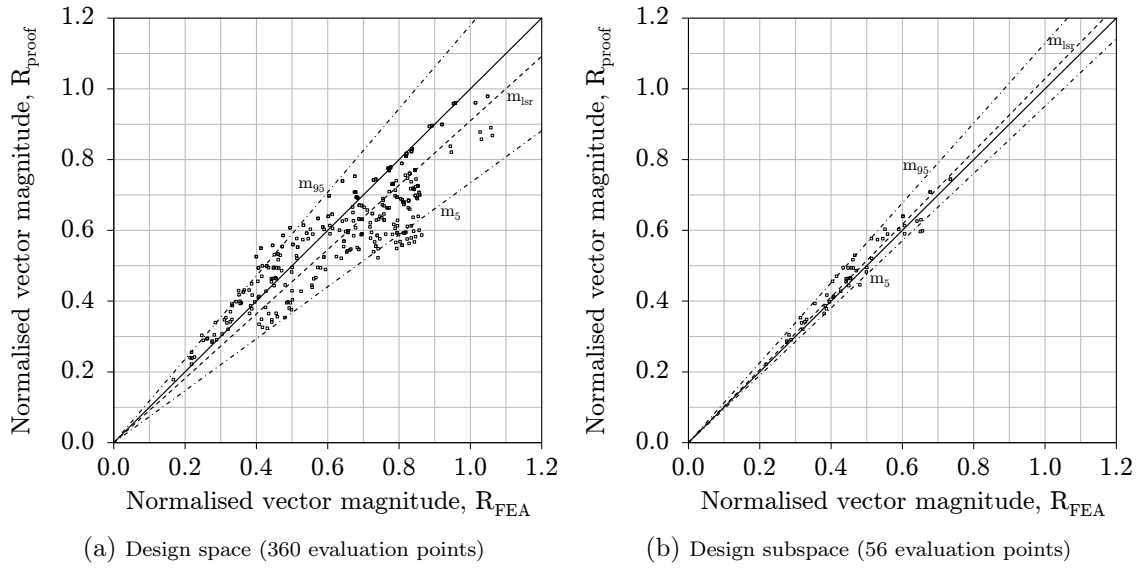 Normalised vector magnitude, R_proof
1.2
1.0
0.8
0.6
0.4
0.2
0.0
m_95
m_lsr
m_5
0.0 0.2 0.4 0.6 0.8 1.0 1.2
Normalised vector magnitude, R_FEA
(a) Design space (360 evaluation points)
Normalised vector magnitude, R_proof
1.2
1.0
0.8
0.6
0.4
0.2
0.0
m_lsr
m_95
m_5
0.0 0.2 0.4 0.6 0.8 1.0 1.2
Normalised vector magnitude, R_FEA
(b) Design subspace (56 evaluation points)